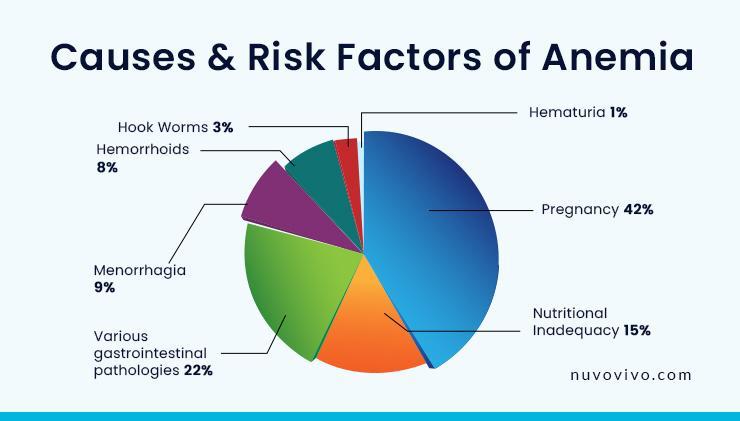 Causes & Risk Factors of Anemia
Hematuria 1%
Hook Worms 3%
Hemorrhoids
8%
Pregnancy 42%
Menorrhagia
9%
Nutritional
Inadequacy 15%
Various
gastrointestinal
pathologies 22%
nuvovivo.com